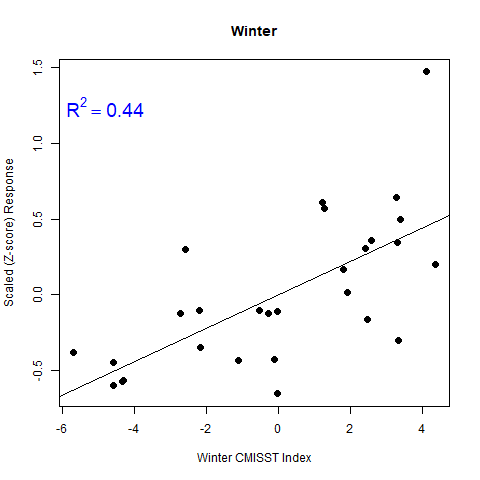 Winter
R² = 0.44
Scaled (Z-score) Response
1.5
1.0
0.5
0.0
-0.5
-6 -4 -2 0 2 4
Winter CMISST Index